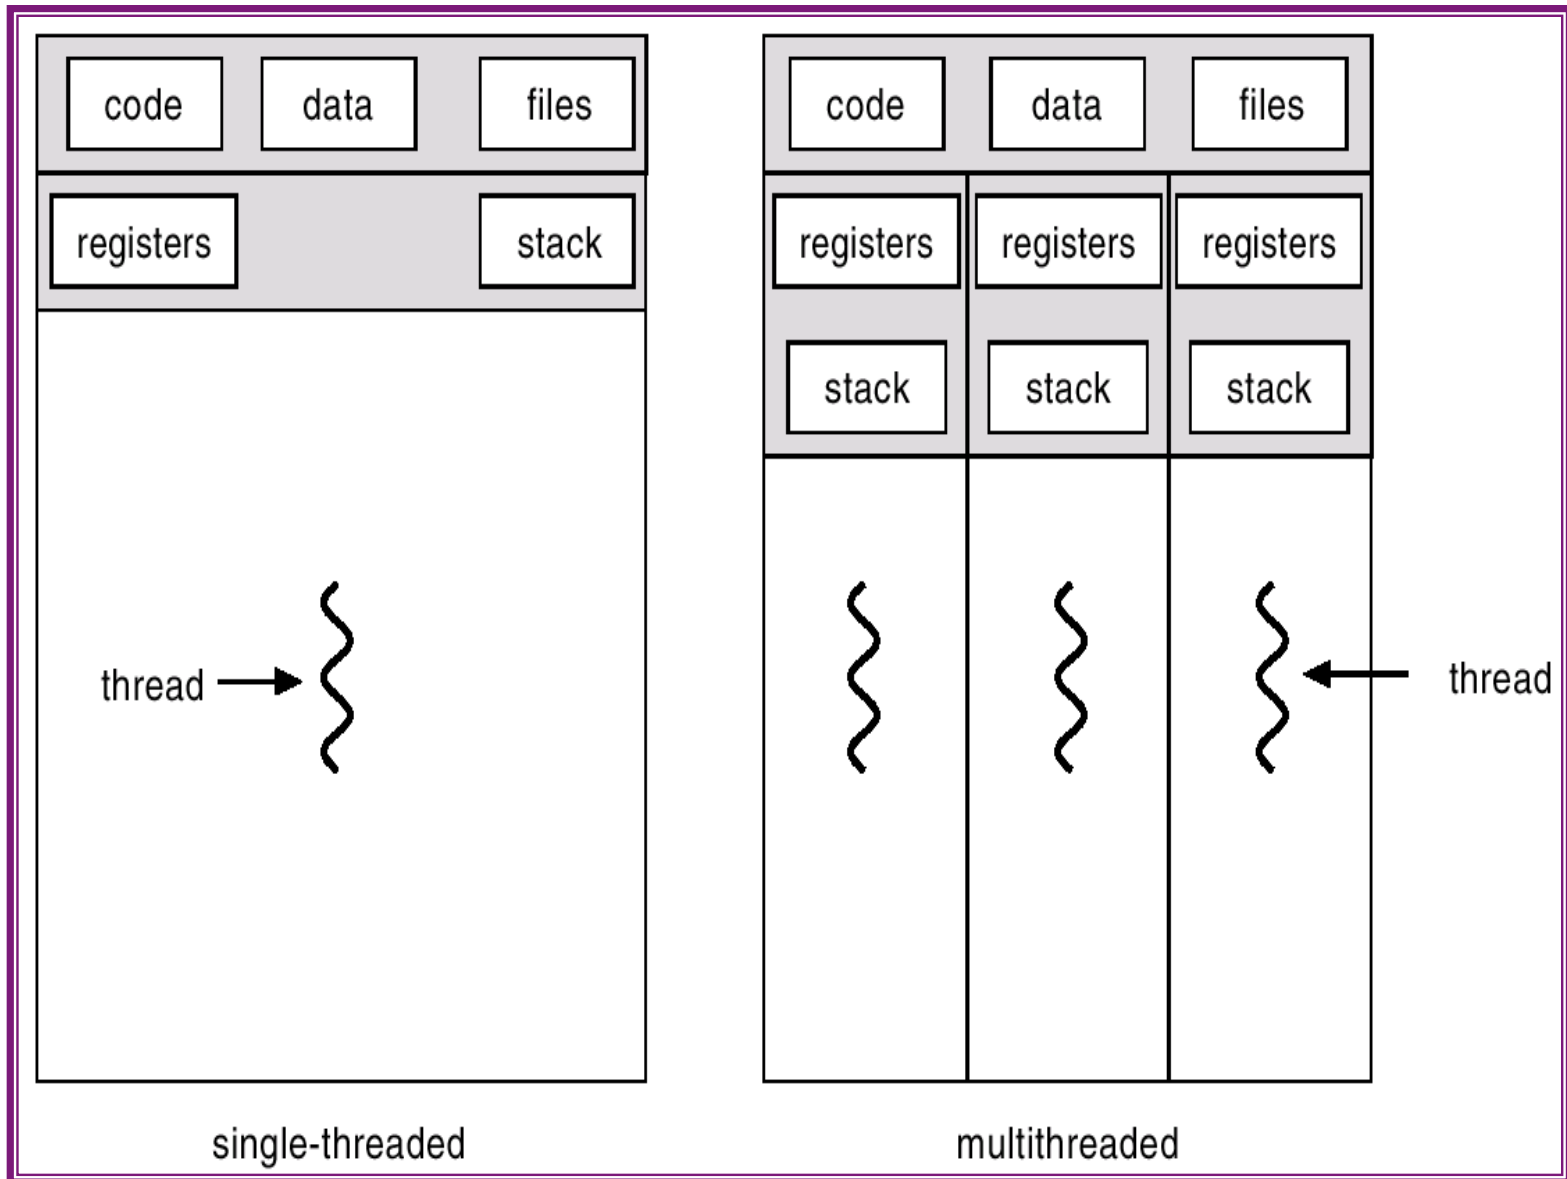 code data files
registers stack
thread
single-threaded
code data files
registers registers registers
stack stack stack
thread
multithreaded